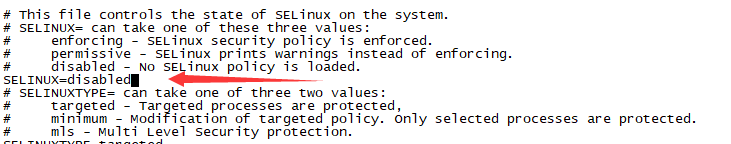 # This file controls the state of SELinux on the system.
# SELINUX= can take one of these three values:
#     enforcing - SELinux security policy is enforced.
#     permissive - SELinux prints warnings instead of enforcing.
#     disabled - No SELinux policy is loaded.
SELINUX=disabled
# SELINUXTYPE= can take one of three two values:
#     targeted - Targeted processes are protected,
#     minimum - Modification of targeted policy. Only selected processes are protected.
#     mls - Multi Level Security protection.
SELINUXTYPE=targeted